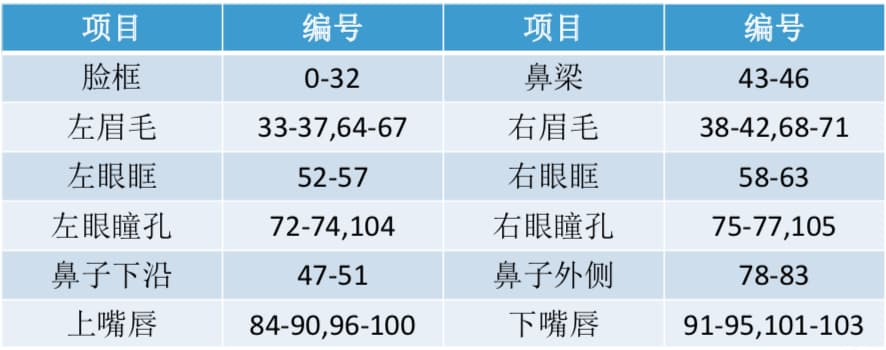 项目 编号 项目 编号
脸框 0-32 鼻梁 43-46
左眉毛 33-37,64-67 右眉毛 38-42,68-71
左眼眶 52-57 右眼眶 58-63
左眼瞳孔 72-74,104 右眼瞳孔 75-77,105
鼻子下沿 47-51 鼻子外侧 78-83
上嘴唇 84-90,96-100 下嘴唇 91-95,101-103